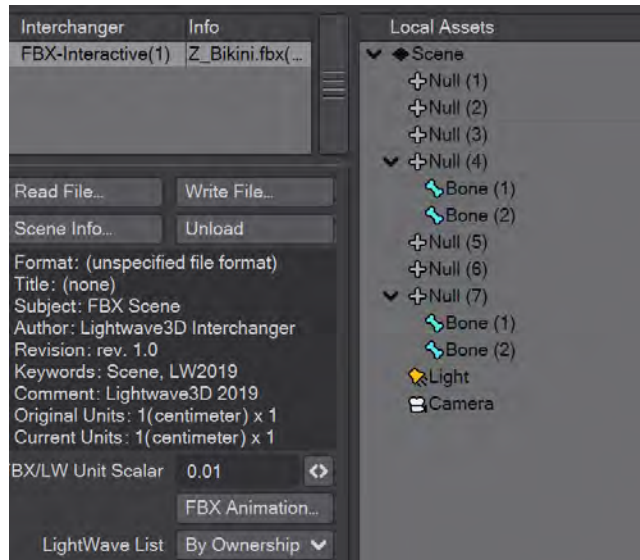 Interchanger Info
FBX-Interactive(1) Z_Bikini.fbx(...
Read File... Write File...
Scene Info... Unload
Format: (unspecified file format)
Title: (none)
Subject: FBX Scene
Author: Lightwave3D Interchanger
Revision: rev. 1.0
Keywords: Scene, LW2019
Comment: Lightwave3D 2019
Original Units: 1(centimeter) x 1
Current Units: 1(centimeter) x 1
FBX/LW Unit Scalar 0.01
FBX Animation...
LightWave List By Ownership
Local Assets
Scene
Null (1)
Null (2)
Null (3)
Null (4)
Bone (1)
Bone (2)
Null (5)
Null (6)
Null (7)
Bone (1)
Bone (2)
Light
Camera